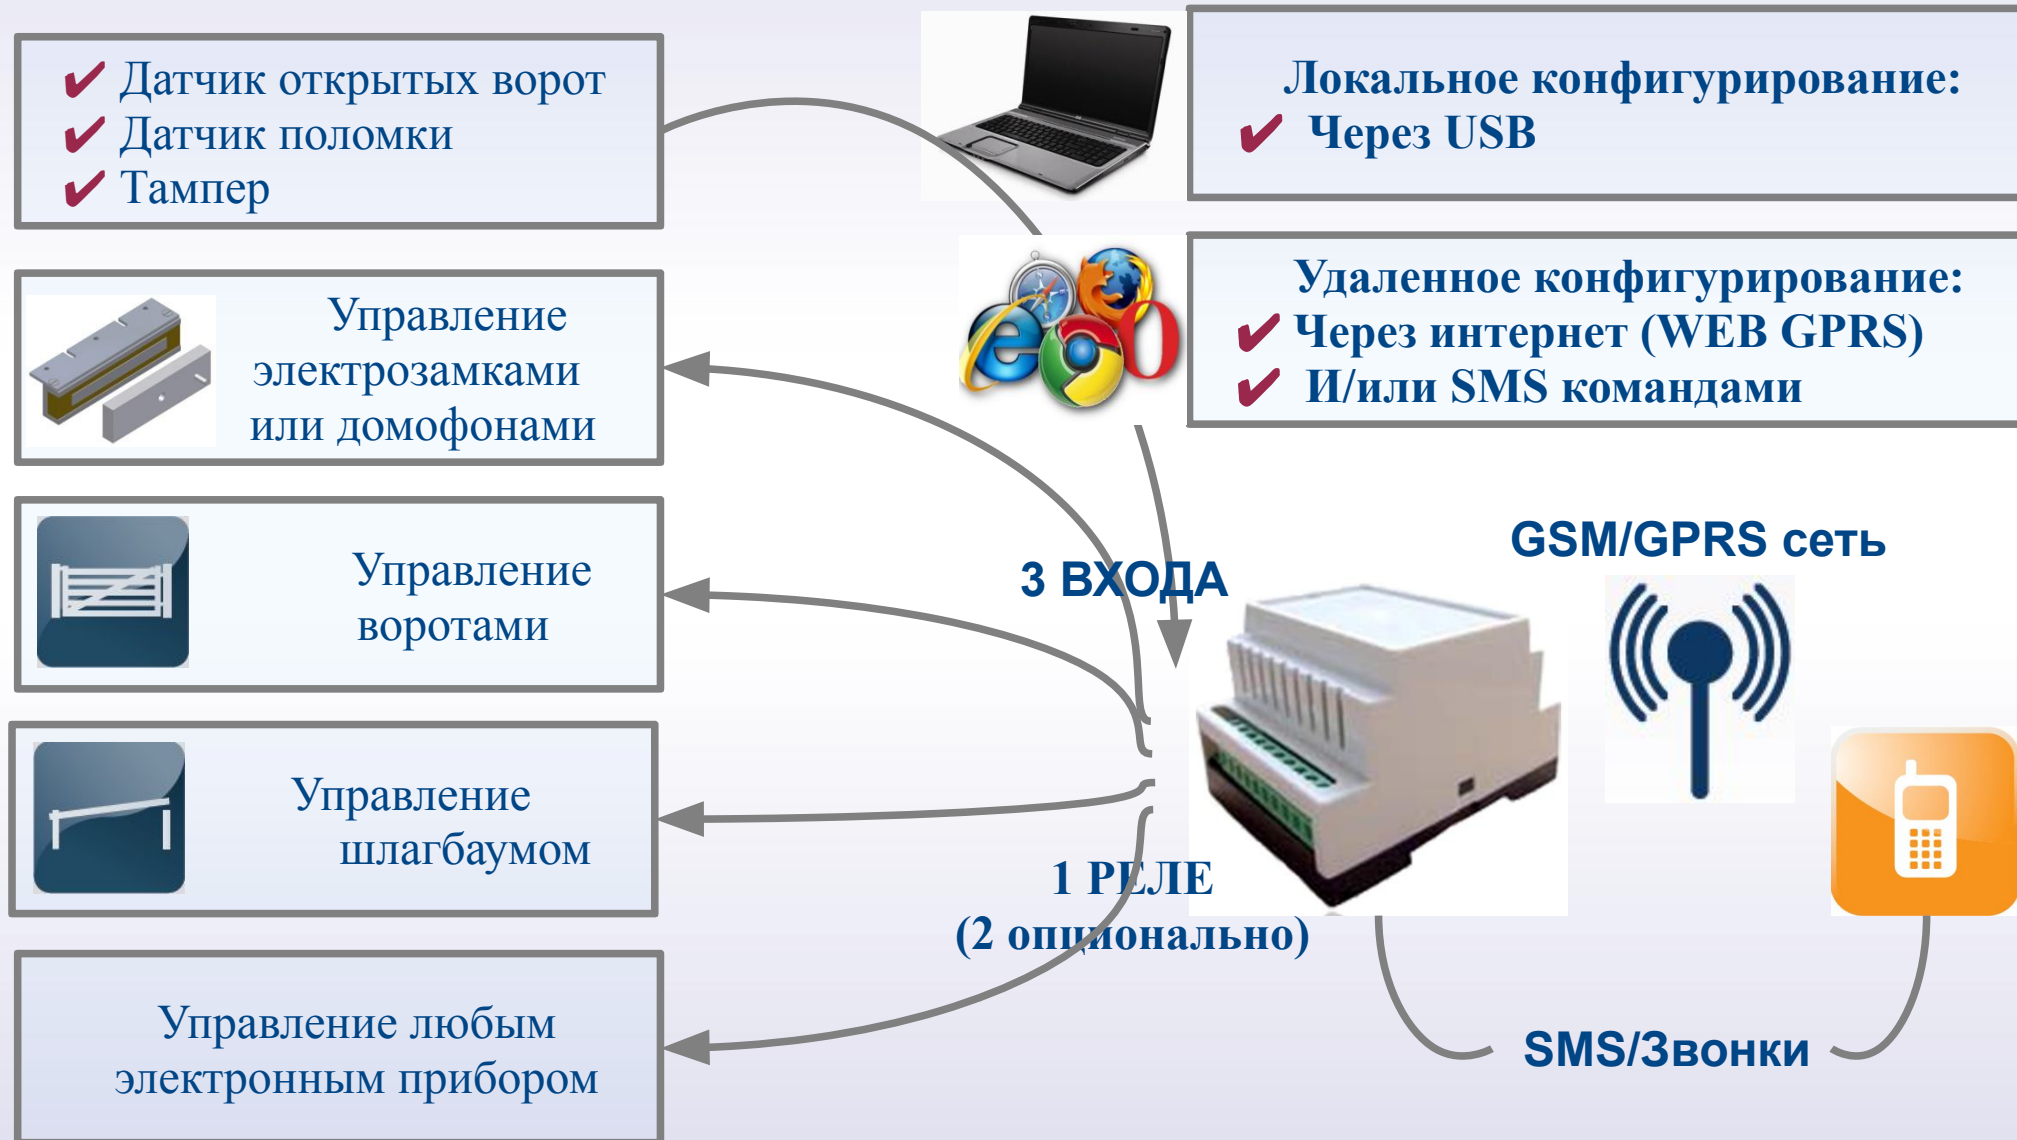 Датчик открытых ворот
Датчик поломки
Тампер
Локальное конфигурирование:
Через USB
Удаленное конфигурирование:
Через интернет (WEB GPRS)
И/или SMS командами
Управление
электрозамками
или домофонами
Управление
воротами
Управление
шлагбаумом
Управление любым
электронным прибором
3 ВХОДА
1 РЕЛЕ
(2 опционально)
GSM/GPRS сеть
SMS/Звонки